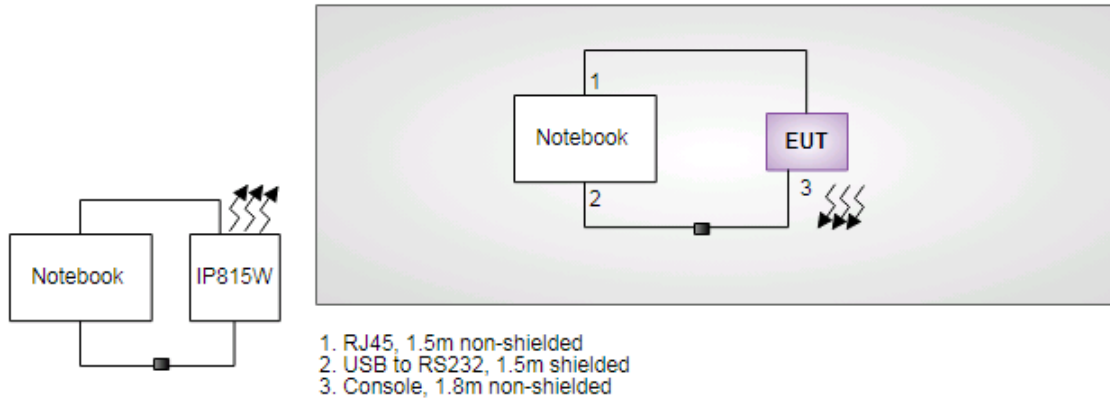 1
Notebook
EUT
2
3
Notebook
IP815W
1. RJ45, 1.5m non-shielded
2. USB to RS232, 1.5m shielded
3. Console, 1.8m non-shielded